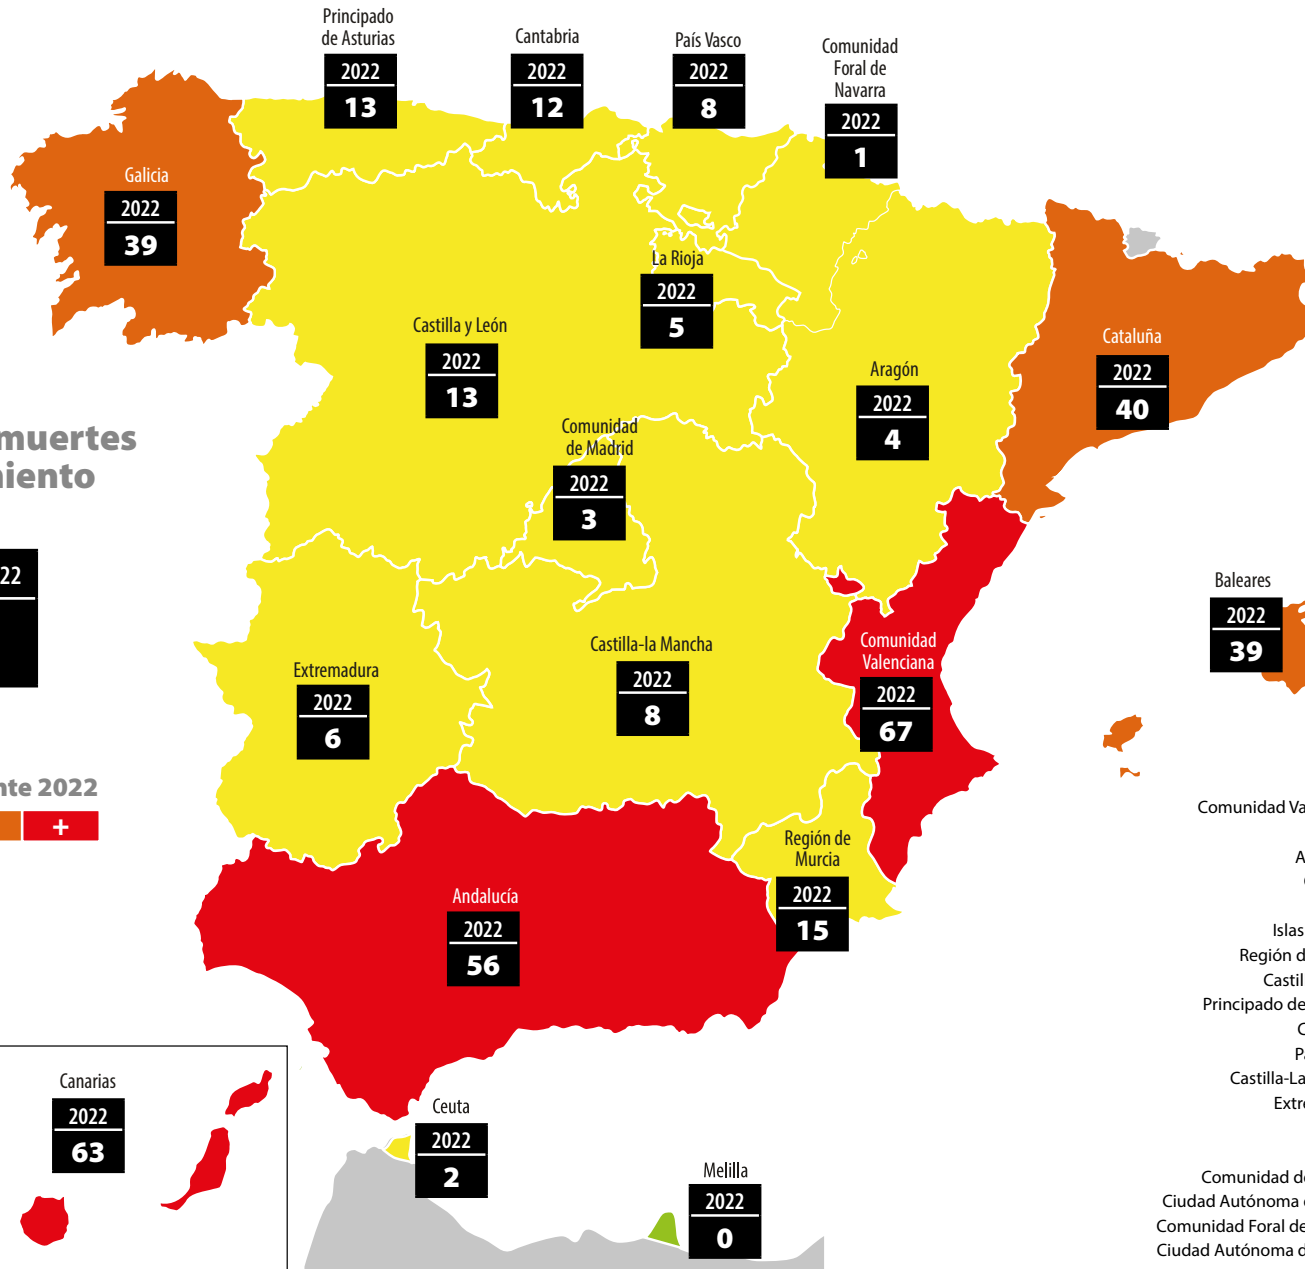 Principado
de Asturias
2022
13
Cantabria
2022
12
País Vasco
2022
8
Comunidad
Foral de
Navarra
2022
1
Galicia
2022
39
La Rioja
2022
5
Castilla y León
2022
13
Aragón
2022
4
Cataluña
2022
40
Comunidad
de Madrid
2022
3
muertes
iento
22
Baleares
2022
39
Extremadura
2022
6
Castilla-la Mancha
2022
8
Comunidad
Valenciana
2022
67
nte 2022
+
Región de
Murcia
2022
15
Andalucía
2022
56
Canarias
2022
63
Ceuta
2022
2
Melilla
2022
0
Comunidad Va
A
Islas
Región d
Castil
Principado de
C
Pa
Castilla-La
Extre
Comunidad de
Ciudad Autónoma
Comunidad Foral de
Ciudad Autónoma d